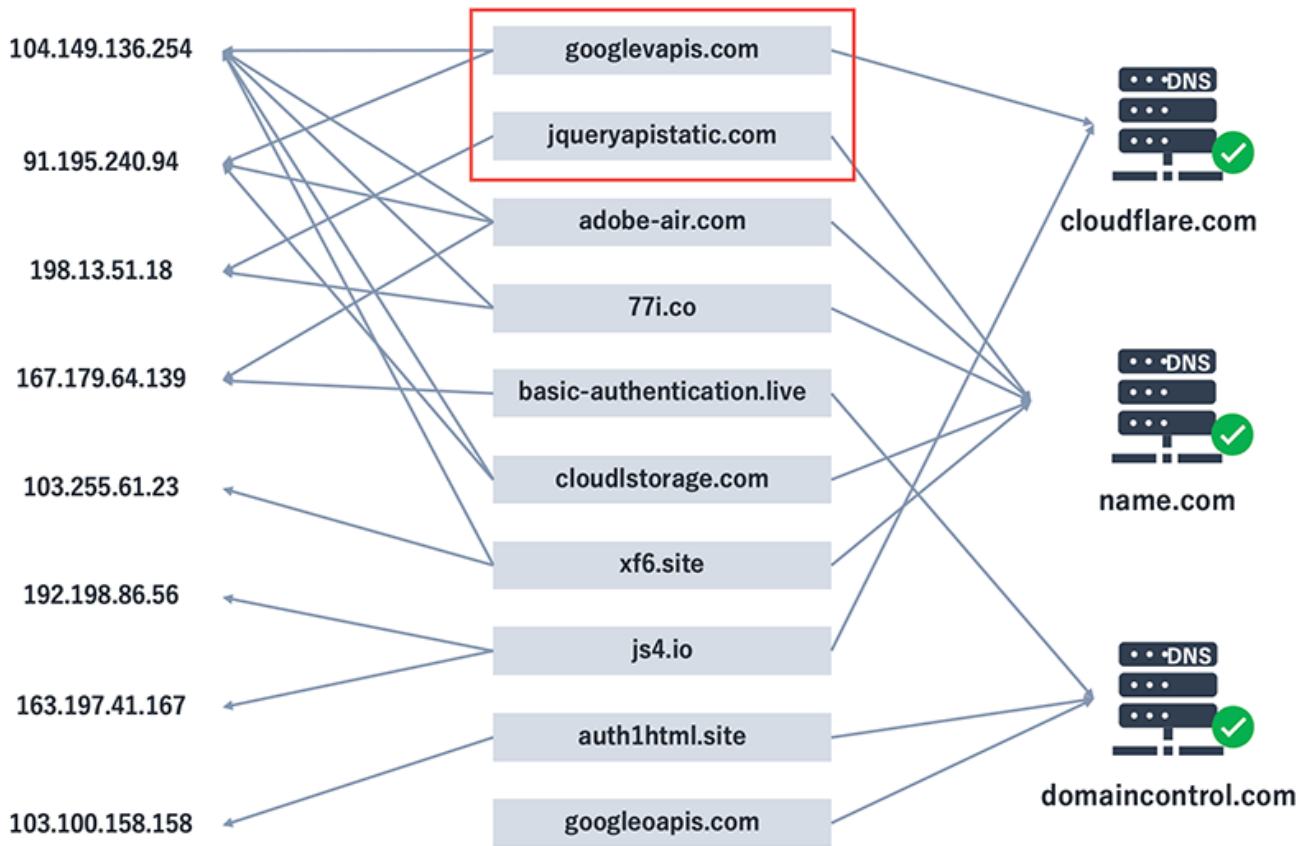 104.149.136.254
91.195.240.94
198.13.51.18
167.179.64.139
103.255.61.23
192.198.86.56
163.197.41.167
103.100.158.158
googlevapis.com
jqueryapistatic.com
adobe-air.com
77i.co
basic-authentication.live
cloudlstorage.com
xf6.site
js4.io
auth1html.site
googleoapis.com
DNS
cloudflare.com
DNS
name.com
DNS
domaincontrol.com